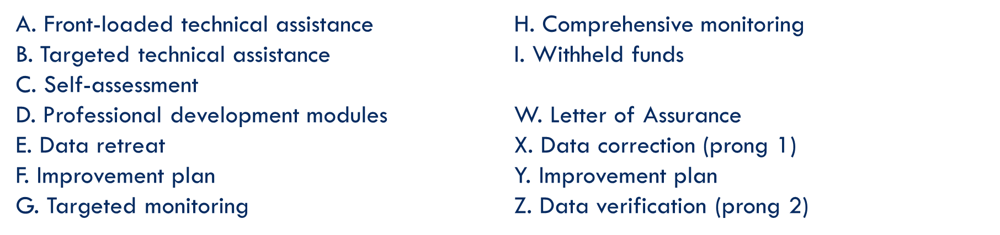 A. Front-loaded technical assistance
B. Targeted technical assistance
C. Self-assessment
D. Professional development modules
E. Data retreat
F. Improvement plan
G. Targeted monitoring
H. Comprehensive monitoring
I. Withheld funds
W. Letter of Assurance
X. Data correction (prong 1)
Y. Improvement plan
Z. Data verification (prong 2)